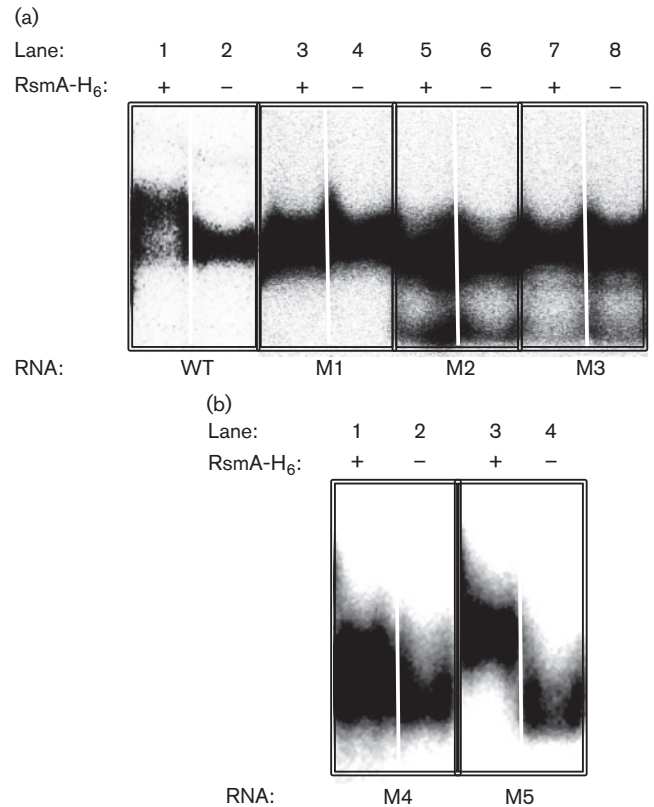 (a)
Lane: 1 2 3 4 5 6 7 8
RsmA-H₆: + – + – + – + –
RNA: WT M1 M2 M3
(b)
Lane: 1 2 3 4
RsmA-H₆: + – + –
RNA: M4 M5